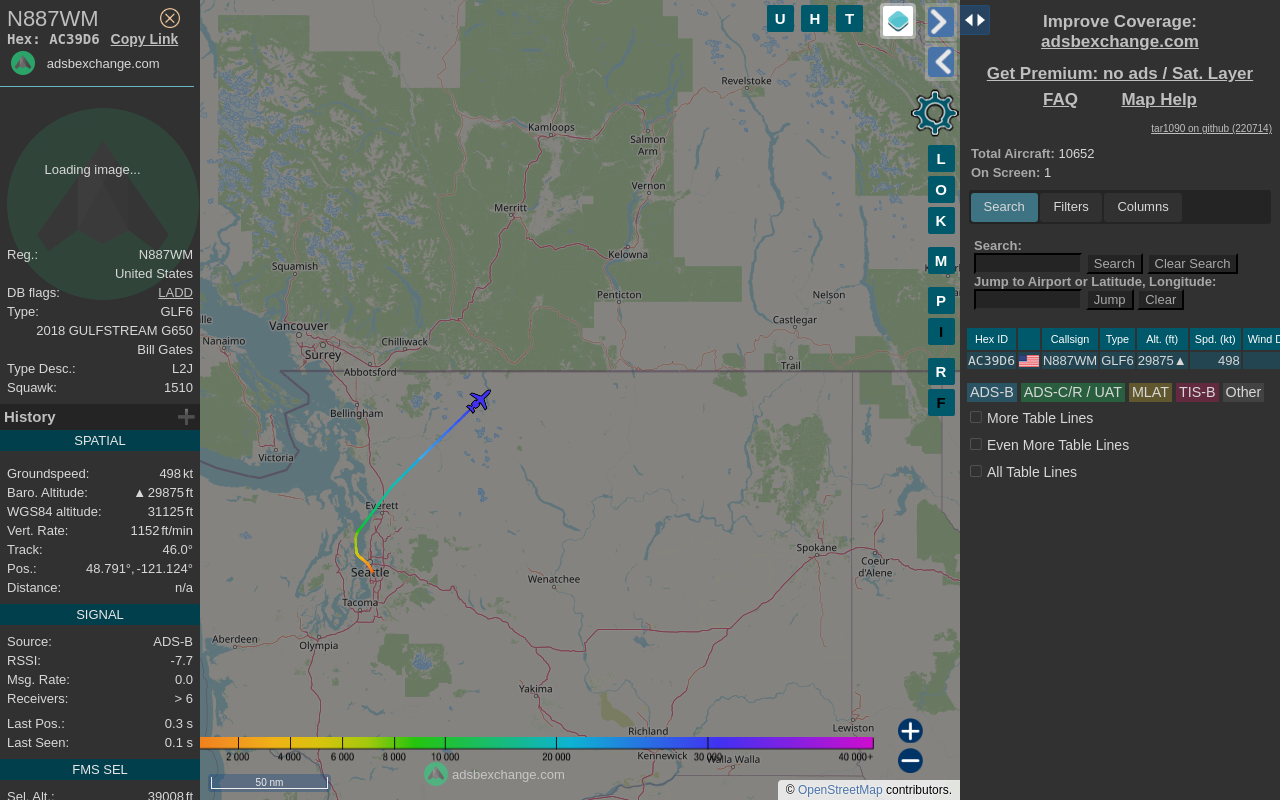 N887WM
Hex: AC39D6 Copy Link
adsbexchange.com
Loading image...
Reg.: N887WM
United States
DB flags: LADD
Type: GLF6
2018 GULFSTREAM G650
Bill Gates
Type Desc.: L2J
Squawk: 1510
History
SPATIAL
Groundspeed: 498 kt
Baro. Altitude: ▲ 29875 ft
WGS84 altitude: 31125 ft
Vert. Rate: 1152 ft/min
Track: 46.0°
Pos.: 48.791°, -121.124°
Distance: n/a
SIGNAL
Source: ADS-B
RSSI: -7.7
Msg. Rate: 0.0
Receivers: > 6
Last Pos.: 0.3 s
Last Seen: 0.1 s
FMS SEL
Sel. Alt.: 39008 ft
U H T
L
O
K
M
P
I
R
F
Revelstoke
Kamloops
Salmon
Arm
Vernon
Merritt
Kelowna
Squamish
Penticton
Nelson
Castlegar
Vancouver
Nanaimo
Surrey
Chilliwack
Abbotsford
Trail
Bellingham
Victoria
Everett
Seattle
Spokane
Coeur
d'Alene
Wenatchee
Tacoma
Aberdeen
Olympia
Yakima
Richland
Lewiston
Kennewick
Walla Walla
2 000 4 000 6 000 8 000 10 000 20 000 30 000 40 000+
adsbexchange.com
50 nm
© OpenStreetMap contributors.
Improve Coverage:
adsbexchange.com
Get Premium: no ads / Sat. Layer
FAQ Map Help
tar1090 on github (220714)
Total Aircraft: 10652
On Screen: 1
Search Filters Columns
Search:
Search Clear Search
Jump to Airport or Latitude, Longitude:
Jump Clear
Hex ID Callsign Type Alt. (ft) Spd. (kt) Wind D
AC39D6 N887WM GLF6 29875▲ 498
ADS-B ADS-C/R / UAT MLAT TIS-B Other
More Table Lines
Even More Table Lines
All Table Lines